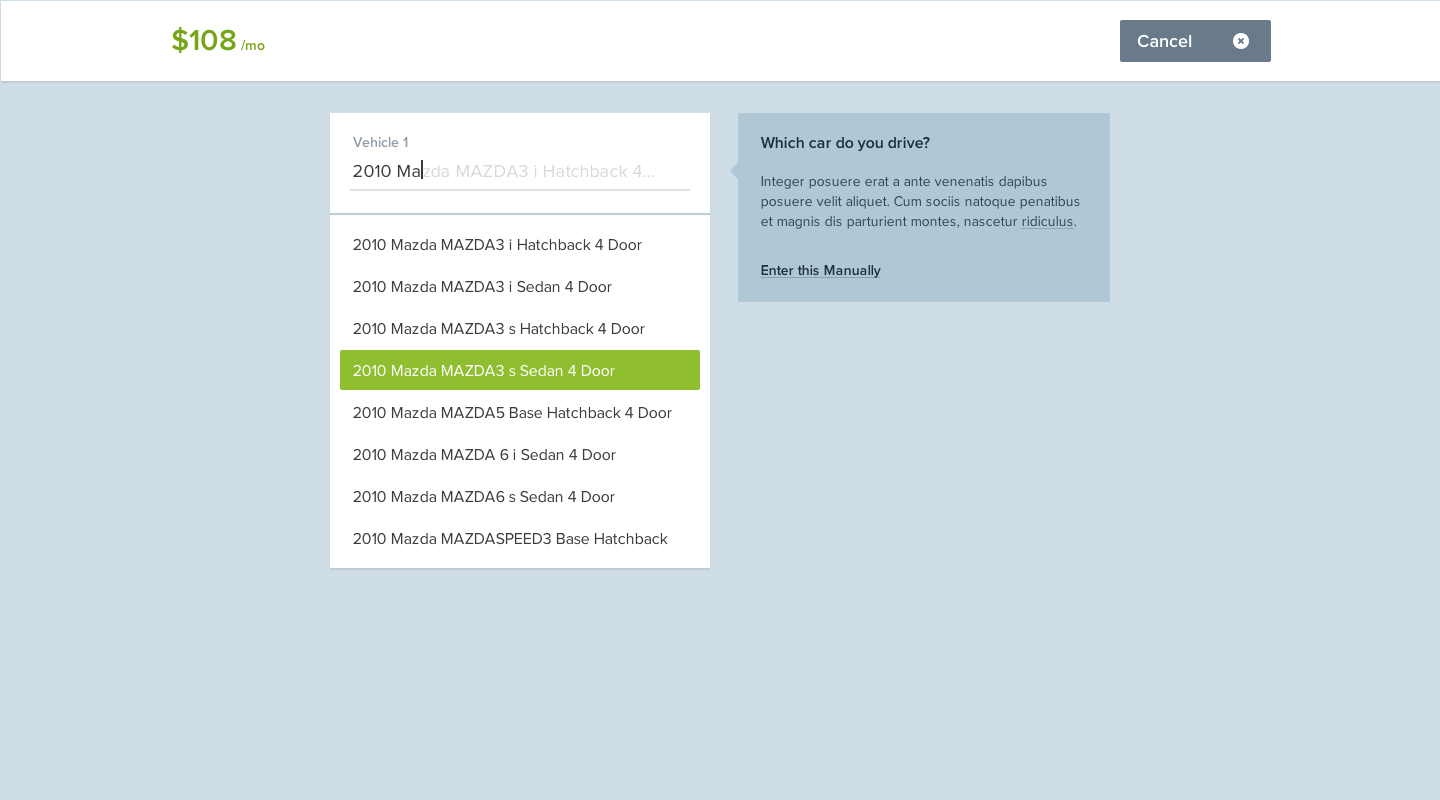 $108 /mo
Cancel
Vehicle 1
2010 Mazda MAZDA3 i Hatchback 4...
2010 Mazda MAZDA3 i Hatchback 4 Door
2010 Mazda MAZDA3 i Sedan 4 Door
2010 Mazda MAZDA3 s Hatchback 4 Door
2010 Mazda MAZDA3 s Sedan 4 Door
2010 Mazda MAZDA5 Base Hatchback 4 Door
2010 Mazda MAZDA 6 i Sedan 4 Door
2010 Mazda MAZDA6 s Sedan 4 Door
2010 Mazda MAZDASPEED3 Base Hatchback
Which car do you drive?
Integer posuere erat a ante venenatis dapibus
posuere velit aliquet. Cum sociis natoque penatibus
et magnis dis parturient montes, nascetur ridiculus.
Enter this Manually